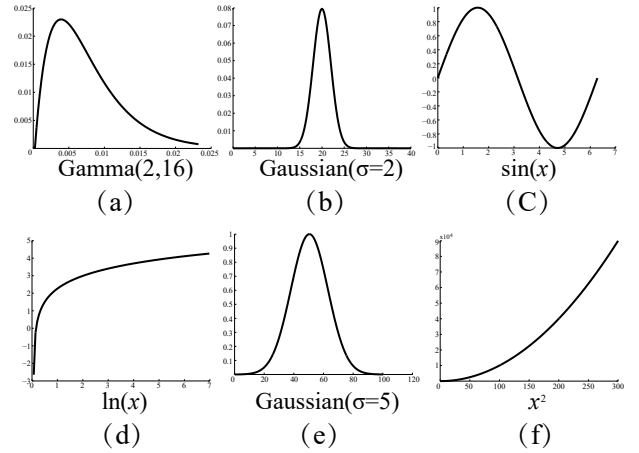 0.025
0.020
0.015
0.010
0.005
0 0.005 0.01 0.015 0.02 0.025
Gamma(2,16)
(a)
0.08
0.07
0.06
0.05
0.04
0.03
0.02
0.01
0 5 10 15 20 25 30 35 40
Gaussian(σ=2)
(b)
1
0.8
0.6
0.4
0.2
0
−0.2
−0.4
−0.6
−0.8
−1
0 1 2 3 4 5 6 7
sin(x)
(C)
5
4
3
2
1
0
−1
−2
−3
0 1 2 3 4 5 6 7
ln(x)
(d)
1
0.9
0.8
0.7
0.6
0.5
0.4
0.3
0.2
0.1
0 20 40 60 80 100 120
Gaussian(σ=5)
(e)
×10⁴
9
8
7
6
5
4
3
2
1
0 50 100 150 200 250 300
x²
(f)